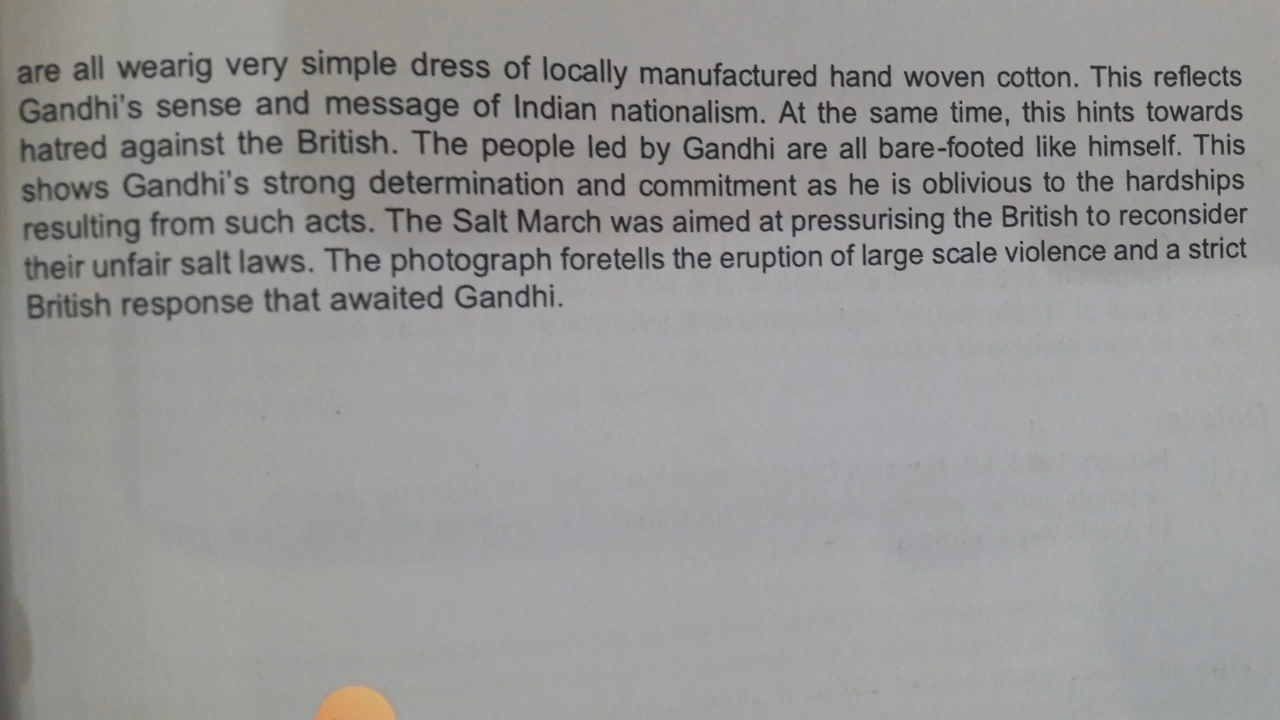 are all wearig very simple dress of locally manufactured hand woven cotton. This reflects
Gandhi's sense and message of Indian nationalism. At the same time, this hints towards
hatred against the British. The people led by Gandhi are all bare-footed like himself. This
shows Gandhi's strong determination and commitment as he is oblivious to the hardships
resulting from such acts. The Salt March was aimed at pressurising the British to reconsider
their unfair salt laws. The photograph foretells the eruption of large scale violence and a strict
British response that awaited Gandhi.